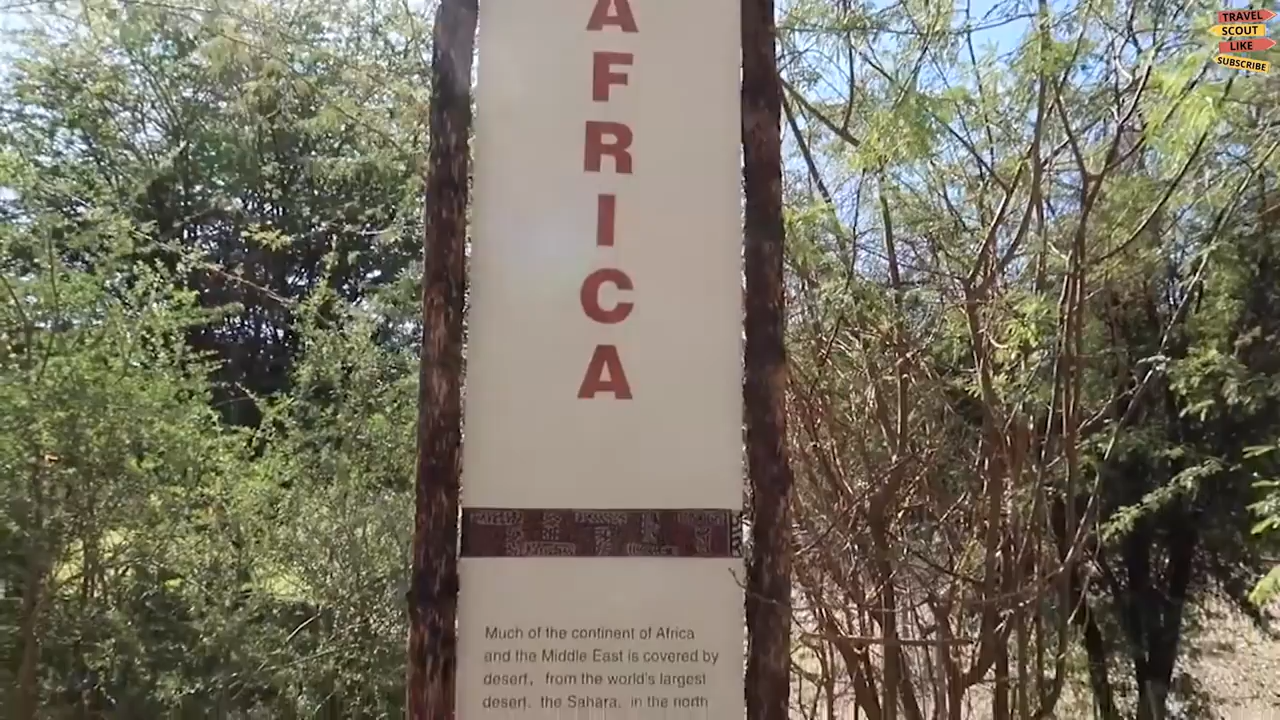 AFRICA
Much of the continent of Africa
and the Middle East is covered by
desert, from the world's largest
desert, the Sahara, in the north
TRAVEL
SCOUT
LIKE
SUBSCRIBE